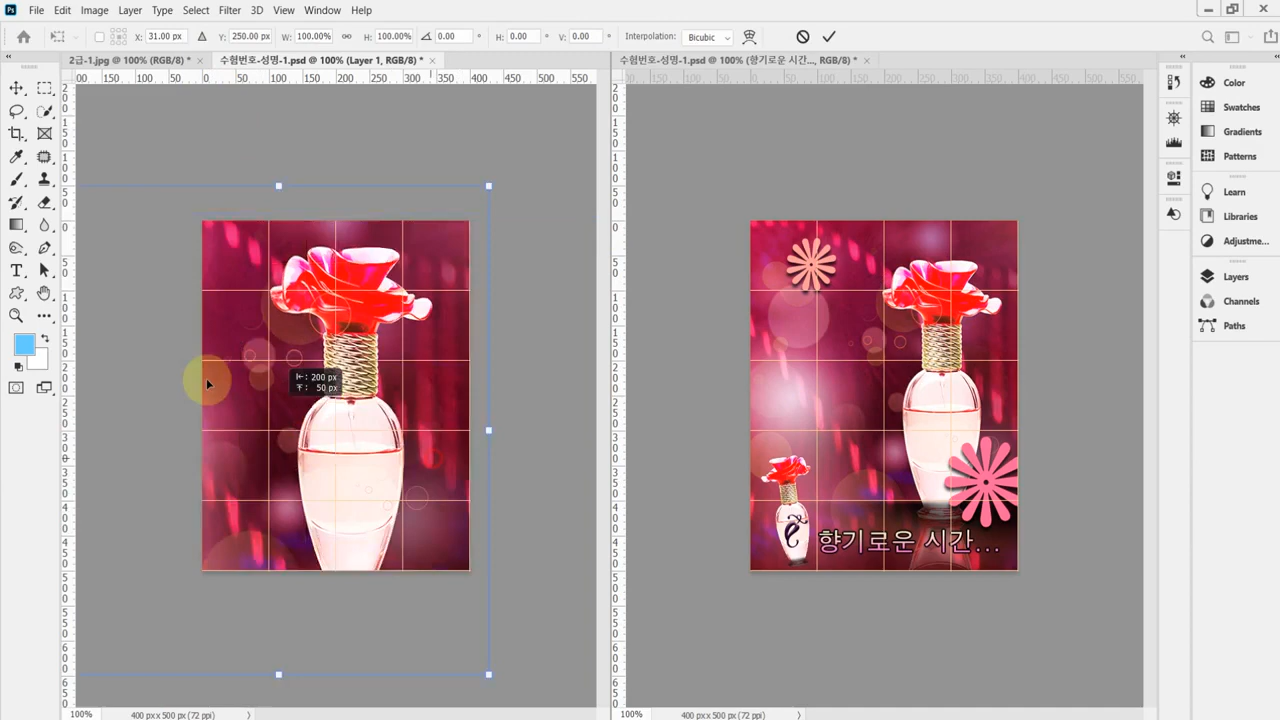 Ps File Edit Image Layer Type Select Filter 3D View Window Help
X: 31.00 px Y: 250.00 px W: 100.00% H: 100.00% 0.00 ° H: 0.00 ° V: 0.00 ° Interpolation: Bicubic
2급-1.jpg @ 100% (RGB/8) * × 수험번호-성명-1.psd @ 100% (Layer 1, RGB/8) * × 수험번호-성명-1.psd @ 100% (향기로운 시간..., RGB/8) * ×
Color
Swatches
Gradients
Patterns
Learn
Libraries
Adjustme...
Layers
Channels
Paths
200 px
50 px
향기로운 시간...
100% 400 px x 500 px (72 ppi) 100% 400 px x 500 px (72 ppi)